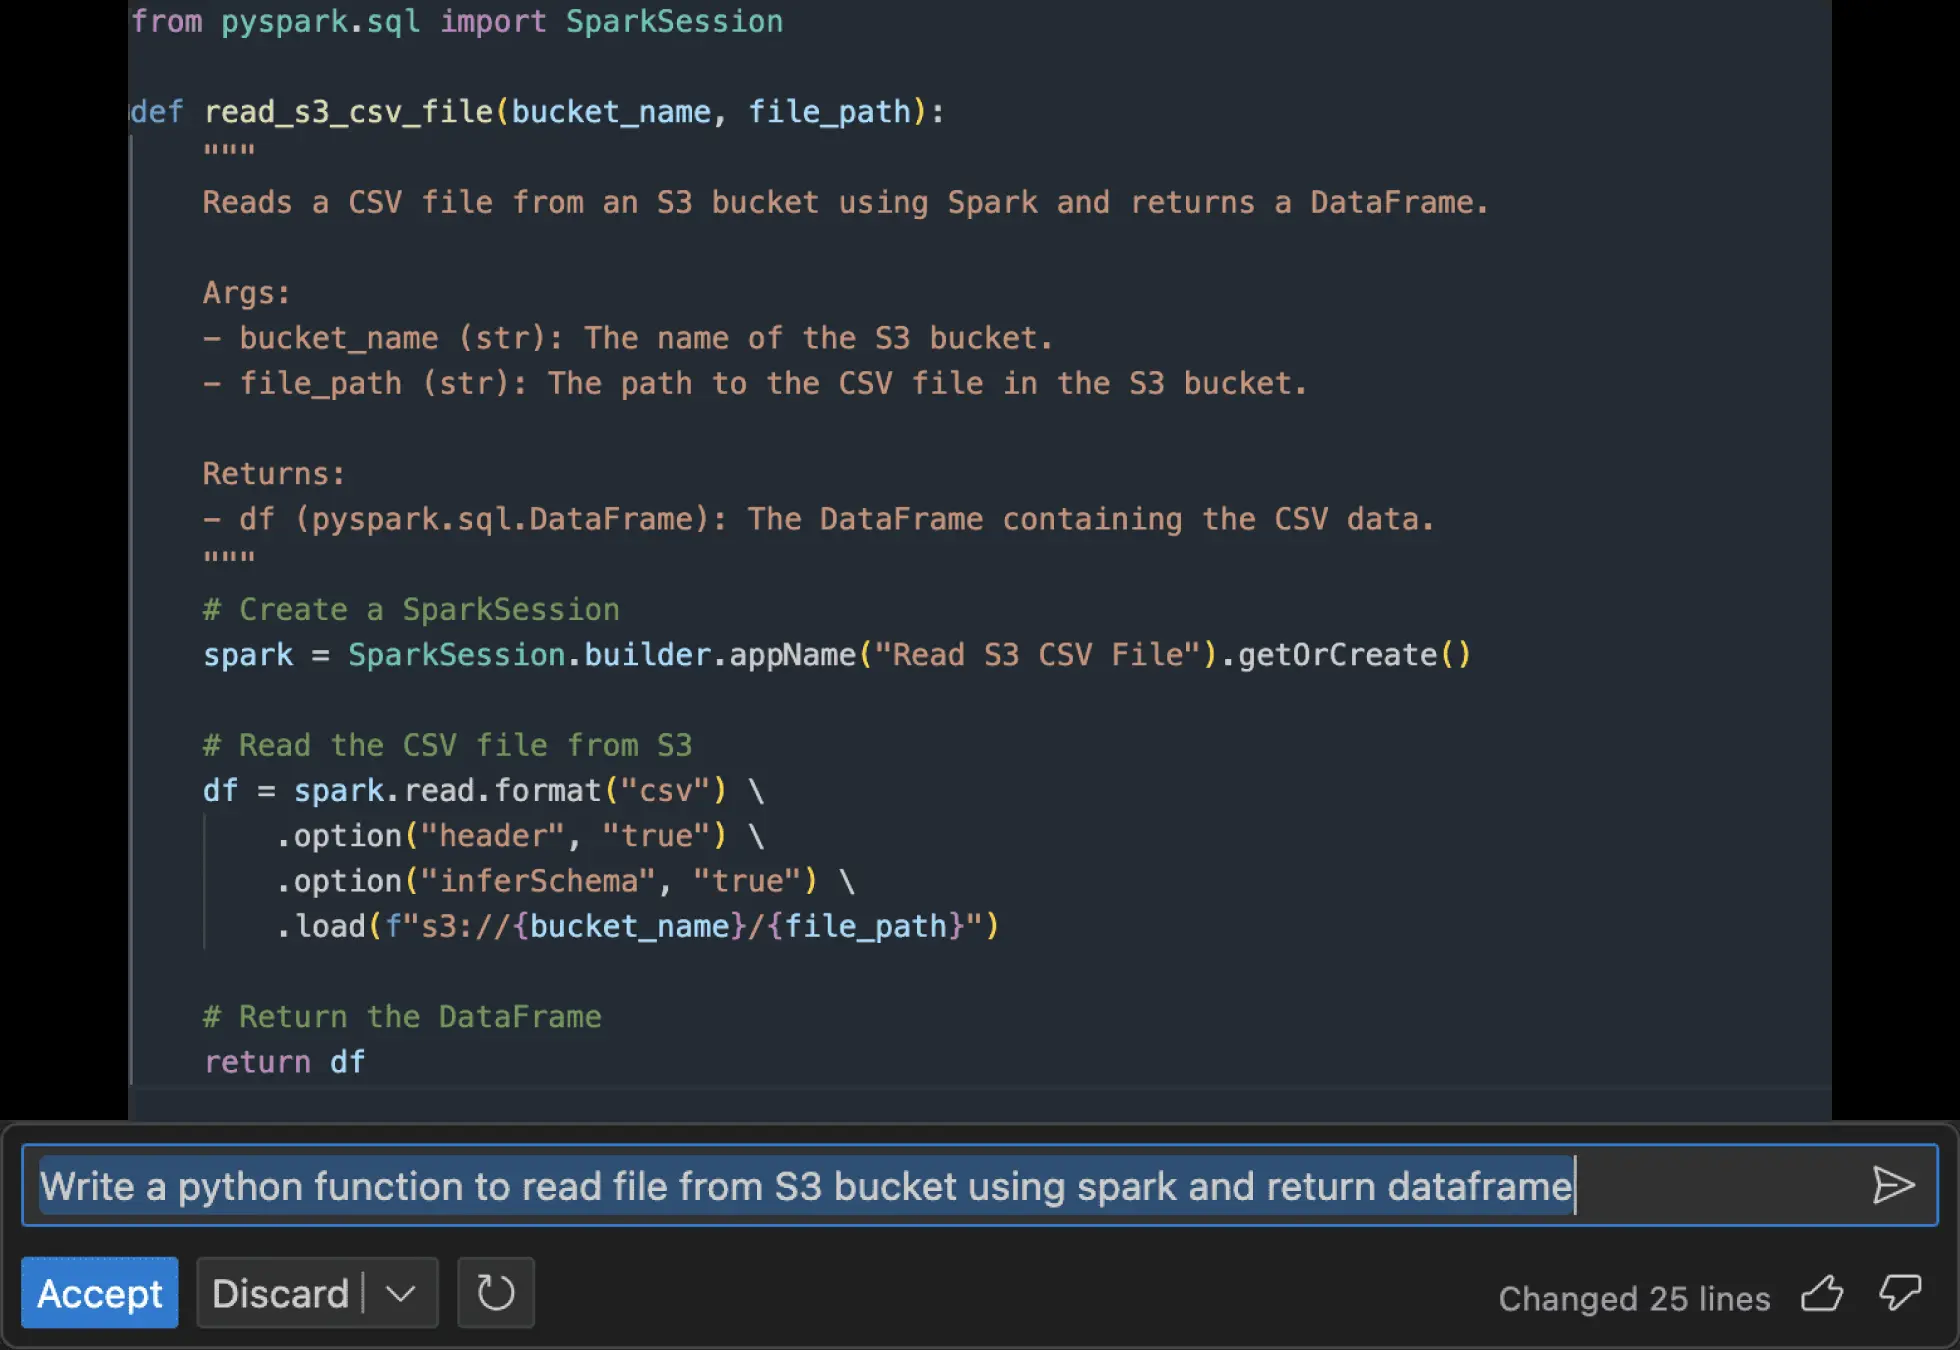 from pyspark.sql import SparkSession
def read_s3_csv_file(bucket_name, file_path):
"""
Reads a CSV file from an S3 bucket using Spark and returns a DataFrame.
Args:
- bucket_name (str): The name of the S3 bucket.
- file_path (str): The path to the CSV file in the S3 bucket.
Returns:
- df (pyspark.sql.DataFrame): The DataFrame containing the CSV data.
"""
# Create a SparkSession
spark = SparkSession.builder.appName("Read S3 CSV File").getOrCreate()
# Read the CSV file from S3
df = spark.read.format("csv") \
.option("header", "true") \
.option("inferSchema", "true") \
.load(f"s3://{bucket_name}/{file_path}")
# Return the DataFrame
return df
Write a python function to read file from S3 bucket using spark and return dataframe
Accept Discard Changed 25 lines